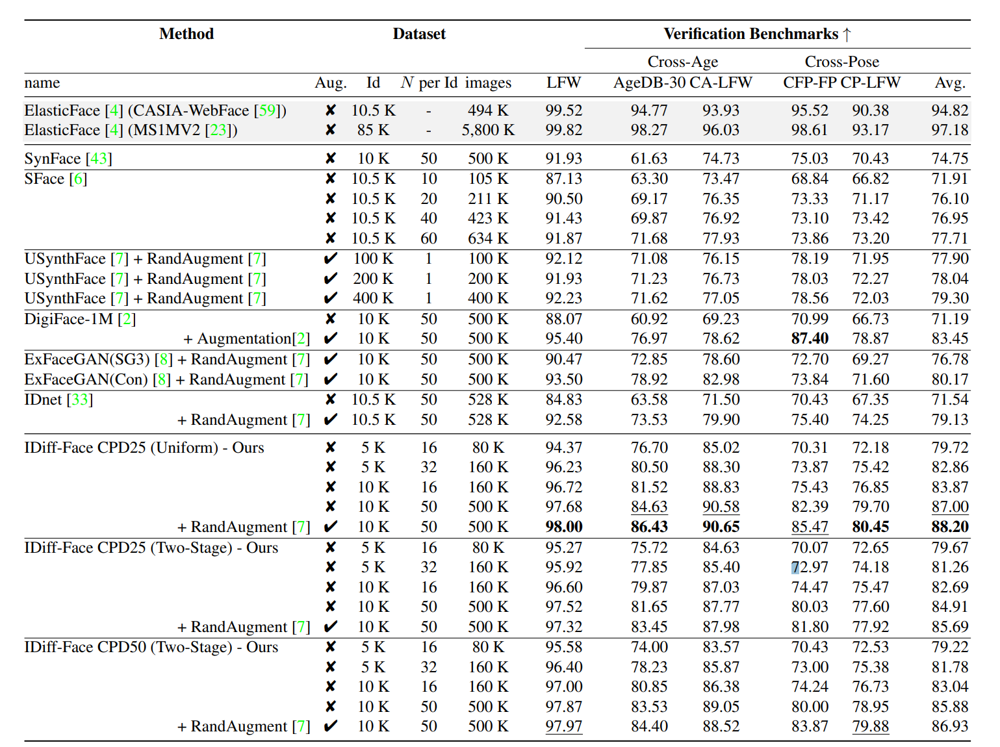 Method Dataset Verification Benchmarks ↑
Cross-Age Cross-Pose
name Aug. Id N per Id images LFW AgeDB-30 CA-LFW CFP-FP CP-LFW Avg.
ElasticFace [4] (CASIA-WebFace [59]) ✘ 10.5 K - 494 K 99.52 94.77 93.93 95.52 90.38 94.82
ElasticFace [4] (MS1MV2 [23]) ✘ 85 K - 5,800 K 99.82 98.27 96.03 98.61 93.17 97.18
SynFace [43] ✘ 10 K 50 500 K 91.93 61.63 74.73 75.03 70.43 74.75
SFace [6] ✘ 10.5 K 10 105 K 87.13 63.30 73.47 68.84 66.82 71.91
✘ 10.5 K 20 211 K 90.50 69.17 76.35 73.33 71.17 76.10
✘ 10.5 K 40 423 K 91.43 69.87 76.92 73.10 73.42 76.95
✘ 10.5 K 60 634 K 91.87 71.68 77.93 73.86 73.20 77.71
USynthFace [7] + RandAugment [7] ✔ 100 K 1 100 K 92.12 71.08 76.15 78.19 71.95 77.90
USynthFace [7] + RandAugment [7] ✔ 200 K 1 200 K 91.93 71.23 76.73 78.03 72.27 78.04
USynthFace [7] + RandAugment [7] ✔ 400 K 1 400 K 92.23 71.62 77.05 78.56 72.03 79.30
DigiFace-1M [2] ✘ 10 K 50 500 K 88.07 60.92 69.23 70.99 66.73 71.19
+ Augmentation[2] ✔ 10 K 50 500 K 95.40 76.97 78.62 87.40 78.87 83.45
ExFaceGAN(SG3) [8] + RandAugment [7] ✔ 10 K 50 500 K 90.47 72.85 78.60 72.70 69.27 76.78
ExFaceGAN(Con) [8] + RandAugment [7] ✔ 10 K 50 500 K 93.50 78.92 82.98 73.84 71.60 80.17
IDnet [33] ✘ 10.5 K 50 528 K 84.83 63.58 71.50 70.43 67.35 71.54
+ RandAugment [7] ✔ 10.5 K 50 528 K 92.58 73.53 79.90 75.40 74.25 79.13
IDiff-Face CPD25 (Uniform) - Ours ✘ 5 K 16 80 K 94.37 76.70 85.02 70.31 72.18 79.72
✘ 5 K 32 160 K 96.23 80.50 88.30 73.87 75.42 82.86
✘ 10 K 16 160 K 96.72 81.52 88.83 75.43 76.85 83.87
✘ 10 K 50 500 K 97.68 84.63 90.58 82.39 79.70 87.00
+ RandAugment [7] ✔ 10 K 50 500 K 98.00 86.43 90.65 85.47 80.45 88.20
IDiff-Face CPD25 (Two-Stage) - Ours ✘ 5 K 16 80 K 95.27 75.72 84.63 70.07 72.65 79.67
✘ 5 K 32 160 K 95.92 77.85 85.40 72.97 74.18 81.26
✘ 10 K 16 160 K 96.60 79.87 87.03 74.47 75.47 82.69
✘ 10 K 50 500 K 97.52 81.65 87.77 80.03 77.60 84.91
+ RandAugment [7] ✔ 10 K 50 500 K 97.32 83.45 87.98 81.80 77.92 85.69
IDiff-Face CPD50 (Two-Stage) - Ours ✘ 5 K 16 80 K 95.58 74.00 83.57 70.43 72.53 79.22
✘ 5 K 32 160 K 96.40 78.23 85.87 73.00 75.38 81.78
✘ 10 K 16 160 K 97.00 80.85 86.38 74.24 76.73 83.04
✘ 10 K 50 500 K 97.87 83.53 89.05 80.00 78.95 85.88
+ RandAugment [7] ✔ 10 K 50 500 K 97.97 84.40 88.52 83.87 79.88 86.93